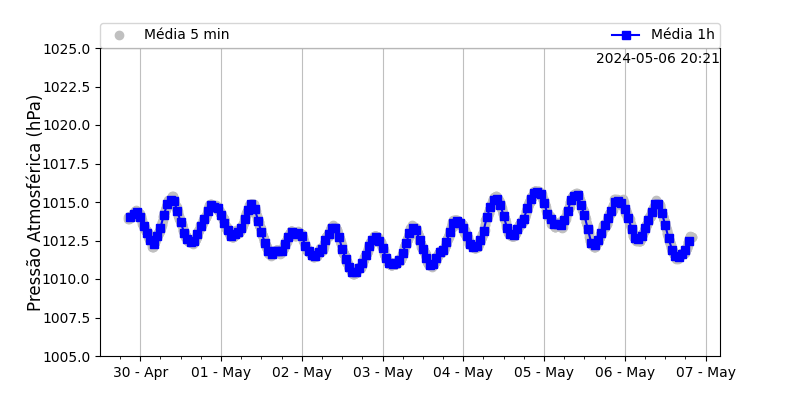 Média 5 min
Média 1h
2024-05-06 20:21
Pressão Atmosférica (hPa)
1025.0
1022.5
1020.0
1017.5
1015.0
1012.5
1010.0
1007.5
1005.0
30 - Apr
01 - May
02 - May
03 - May
04 - May
05 - May
06 - May
07 - May